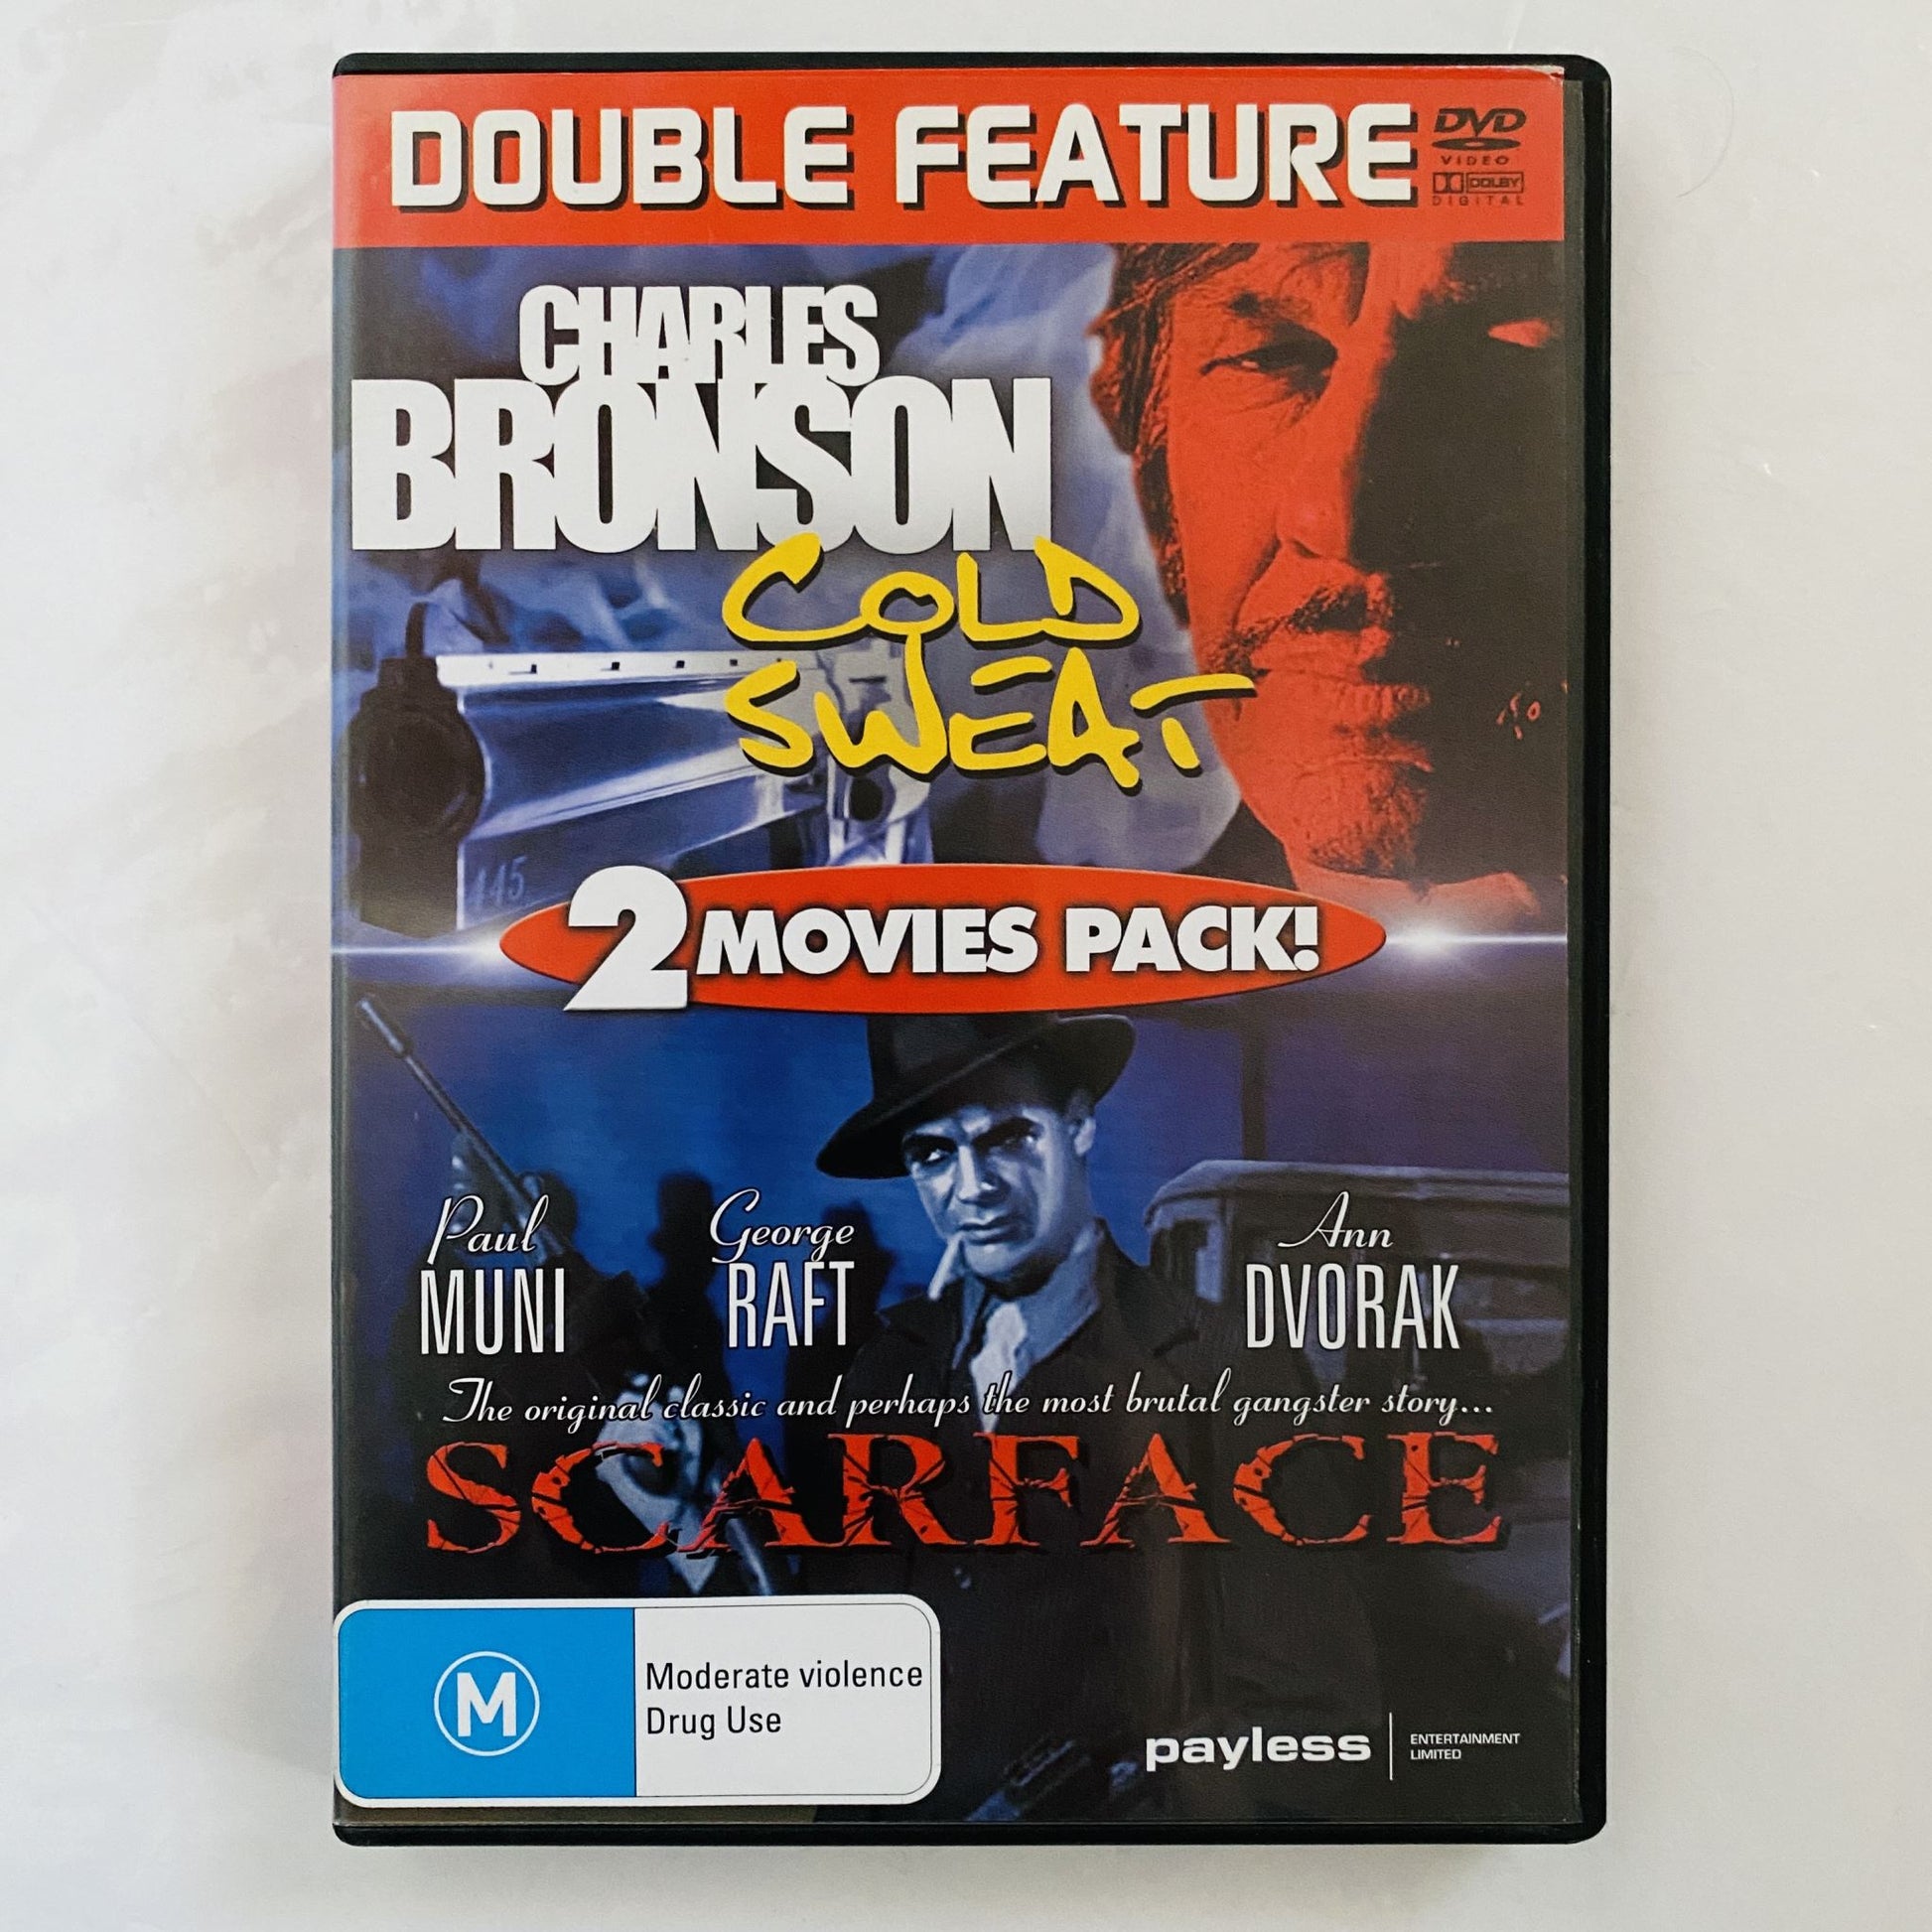 DOUBLE FEATURE
DVD
VIDEO
DOLBY
DIGITAL
CHARLES
BRONSON
COLD
SWEAT
145
2 MOVIES PACK!
Paul
MUNI
George
RAFT
Ann
DVORAK
The original classic and perhaps the most brutal gangster story...
SCARFACE
M
Moderate violence
Drug Use
payless
ENTERTAINMENT
LIMITED